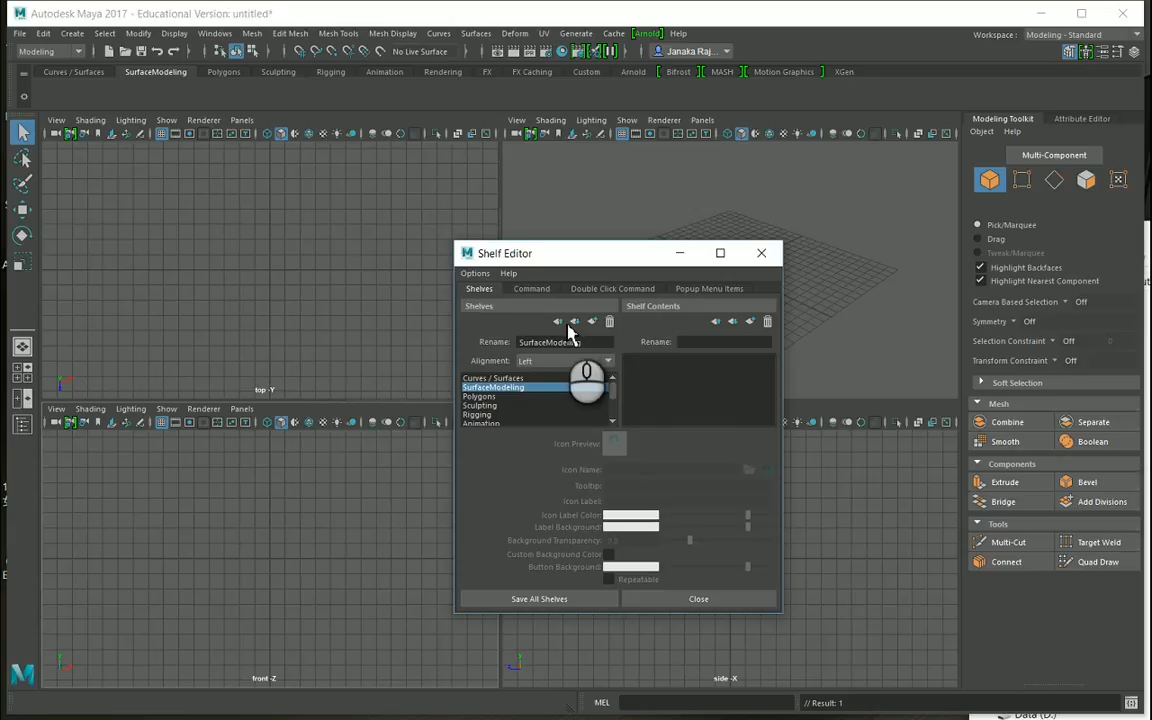 Autodesk Maya 2017 - Educational Version: untitled*
File Edit Create Select Modify Display Windows Mesh Edit Mesh Mesh Tools Mesh Display Curves Surfaces Deform UV Generate Cache [Arnold] Help
Workspace : Modeling - Standard*
Modeling
No Live Surface
Janaka Raj...
Curves / Surfaces SurfaceModeling Polygons Sculpting Rigging Animation Rendering FX FX Caching Custom Arnold Bifrost MASH Motion Graphics XGen
View Shading Lighting Show Renderer Panels
View Shading Lighting Show Renderer Panels
Modeling Toolkit Attribute Editor
Object Help
Multi-Component
Pick/Marquee
Drag
Tweak/Marquee
Highlight Backfaces
Highlight Nearest Component
Camera Based Selection Off
Symmetry Off
Selection Constraint Off
Transform Constraint Off
Soft Selection
Mesh
Combine Separate
Smooth Boolean
Components
Extrude Bevel
Bridge Add Divisions
Tools
Multi-Cut Target Weld
Connect Quad Draw
Shelf Editor
Options Help
Shelves Command Double Click Command Popup Menu Items
Shelves Shelf Contents
Rename: SurfaceModeling Rename:
Alignment: Left
Curves / Surfaces
SurfaceModeling
Polygons
Sculpting
Rigging
Animation
Icon Preview:
Icon Name:
Tooltip:
Icon Label:
Icon Label Color:
Label Background:
Background Transparency:
Custom Background Color
Button Background:
Repeatable
Save All Shelves Close
top -Y
View Shading Lighting Show Renderer Panels
front -Z
side -X
MEL // Result: 1
Data (D:)